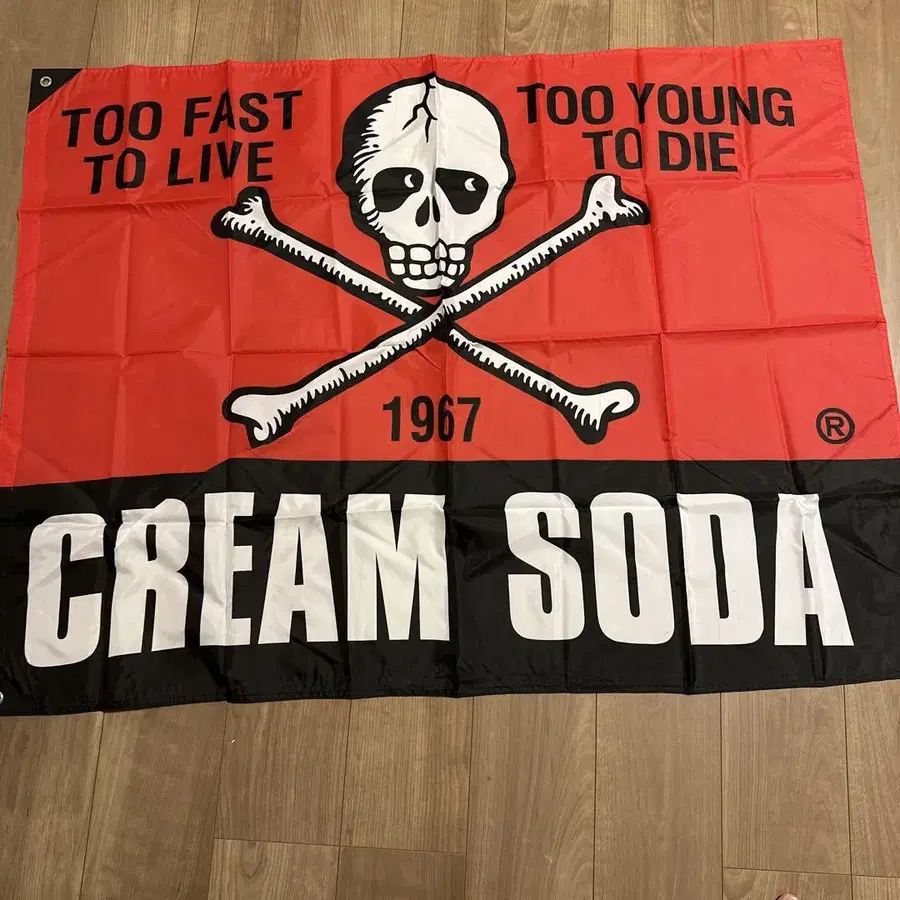 TOO FAST
TO LIVE
TOO YOUNG
TO DIE
1967
®
CREAM SODA